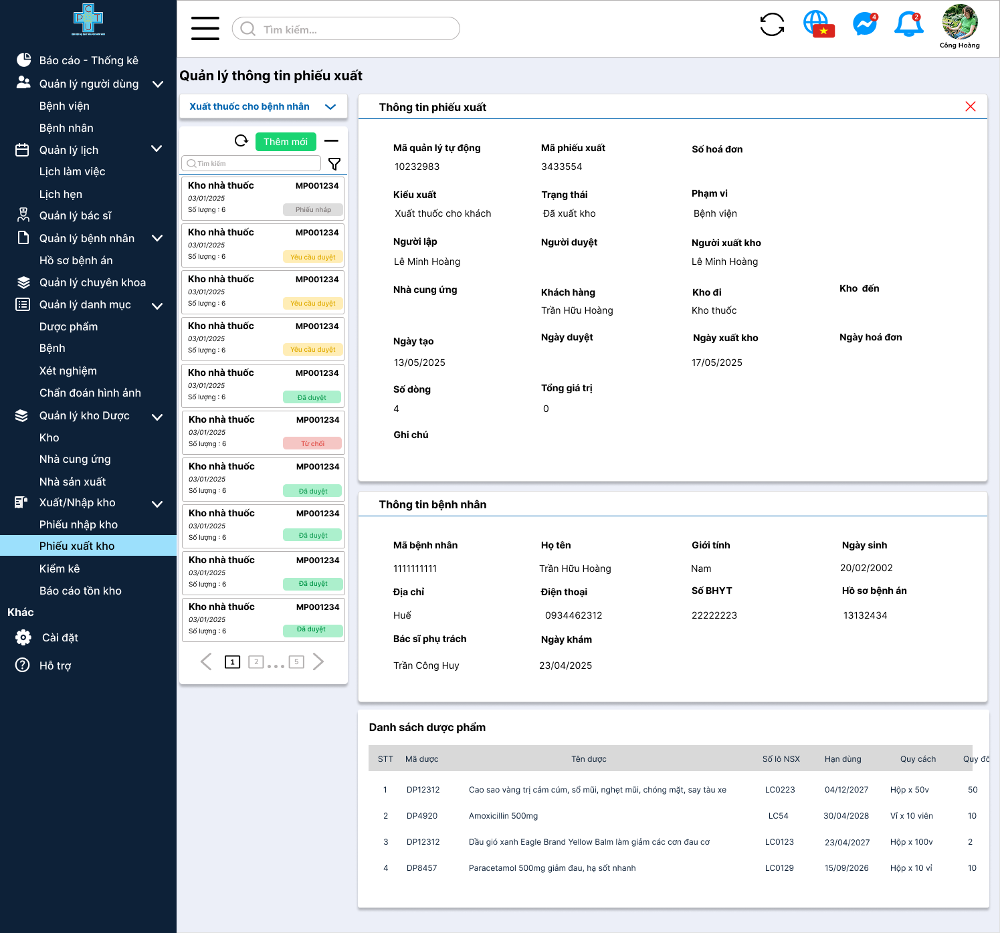 Báo cáo - Thống kê
Quản lý người dùng
Bệnh viện
Bệnh nhân
Quản lý lịch
Lịch làm việc
Lịch hẹn
Quản lý bác sĩ
Quản lý bệnh nhân
Hồ sơ bệnh án
Quản lý chuyên khoa
Quản lý danh mục
Dược phẩm
Bệnh
Xét nghiệm
Chẩn đoán hình ảnh
Quản lý kho Dược
Kho
Nhà cung ứng
Nhà sản xuất
Xuất/Nhập kho
Phiếu nhập kho
Phiếu xuất kho
Kiểm kê
Báo cáo tồn kho
Khác
Cài đặt
Hỗ trợ
Tìm kiếm...
4
2
Công Hoàng
Quản lý thông tin phiếu xuất
Xuất thuốc cho bệnh nhân
Thêm mới
Tìm kiếm
Kho nhà thuốc MP001234
03/01/2025
Số lượng : 6 Phiếu nháp
Kho nhà thuốc MP001234
03/01/2025
Số lượng : 6 Yêu cầu duyệt
Kho nhà thuốc MP001234
03/01/2025
Số lượng : 6 Yêu cầu duyệt
Kho nhà thuốc MP001234
03/01/2025
Số lượng : 6 Yêu cầu duyệt
Kho nhà thuốc MP001234
03/01/2025
Số lượng : 6 Đã duyệt
Kho nhà thuốc MP001234
03/01/2025
Số lượng : 6 Từ chối
Kho nhà thuốc MP001234
03/01/2025
Số lượng : 6 Đã duyệt
Kho nhà thuốc MP001234
03/01/2025
Số lượng : 6 Đã duyệt
Kho nhà thuốc MP001234
03/01/2025
Số lượng : 6 Đã duyệt
Kho nhà thuốc MP001234
03/01/2025
Số lượng : 6 Đã duyệt
1 2 ... 5
Thông tin phiếu xuất
Mã quản lý tự động Mã phiếu xuất Số hoá đơn
10232983 3433554
Kiểu xuất Trạng thái Phạm vi
Xuất thuốc cho khách Đã xuất kho Bệnh viện
Người lập Người duyệt Người xuất kho
Lê Minh Hoàng Lê Minh Hoàng
Nhà cung ứng Khách hàng Kho đi Kho đến
Trần Hữu Hoàng Kho thuốc
Ngày tạo Ngày duyệt Ngày xuất kho Ngày hoá đơn
13/05/2025 17/05/2025
Số dòng Tổng giá trị
4 0
Ghi chú
Thông tin bệnh nhân
Mã bệnh nhân Họ tên Giới tính Ngày sinh
1111111111 Trần Hữu Hoàng Nam 20/02/2002
Địa chỉ Điện thoại Số BHYT Hồ sơ bệnh án
Huế 0934462312 22222223 13132434
Bác sĩ phụ trách Ngày khám
Trần Công Huy 23/04/2025
Danh sách dược phẩm
STT Mã dược Tên dược Số lô NSX Hạn dùng Quy cách Quy đổ
1 DP12312 Cao sao vàng trị cảm cúm, sổ mũi, nghẹt mũi, chóng mặt, say tàu xe LC0223 04/12/2027 Hộp x 50v 50
2 DP4920 Amoxicillin 500mg LC54 30/04/2028 Vỉ x 10 viên 10
3 DP12312 Dầu gió xanh Eagle Brand Yellow Balm làm giảm các cơn đau cơ LC0123 23/04/2027 Hộp x 100v 2
4 DP8457 Paracetamol 500mg giảm đau, hạ sốt nhanh LC0129 15/09/2026 Hộp x 10 vỉ 10